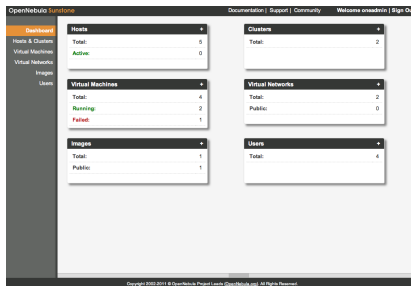 OpenNebula Sunstone
Documentation | Support | Community
Welcome oneadmin | Sign Ou
Dashboard
Hosts & Clusters
Virtual Machines
Virtual Networks
Images
Users
Hosts +
Total: 5
Active: 0
Clusters +
Total: 2
Virtual Machines +
Total: 4
Running: 2
Failed: 1
Virtual Networks +
Total: 2
Public: 0
Images +
Total: 1
Public: 1
Users +
Total: 4
Copyright 2002-2011 © OpenNebula Project Leads (OpenNebula.org). All Rights Reserved.